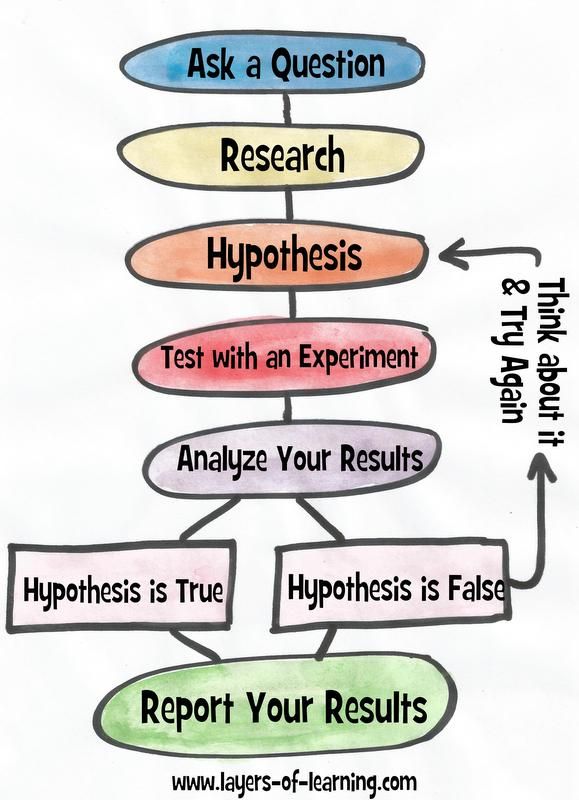 Ask a Question
Research
Hypothesis
Think about it
& Try Again
Test with an Experiment
Analyze Your Results
Hypothesis is True
Hypothesis is False
Report Your Results
www.layers-of-learning.com